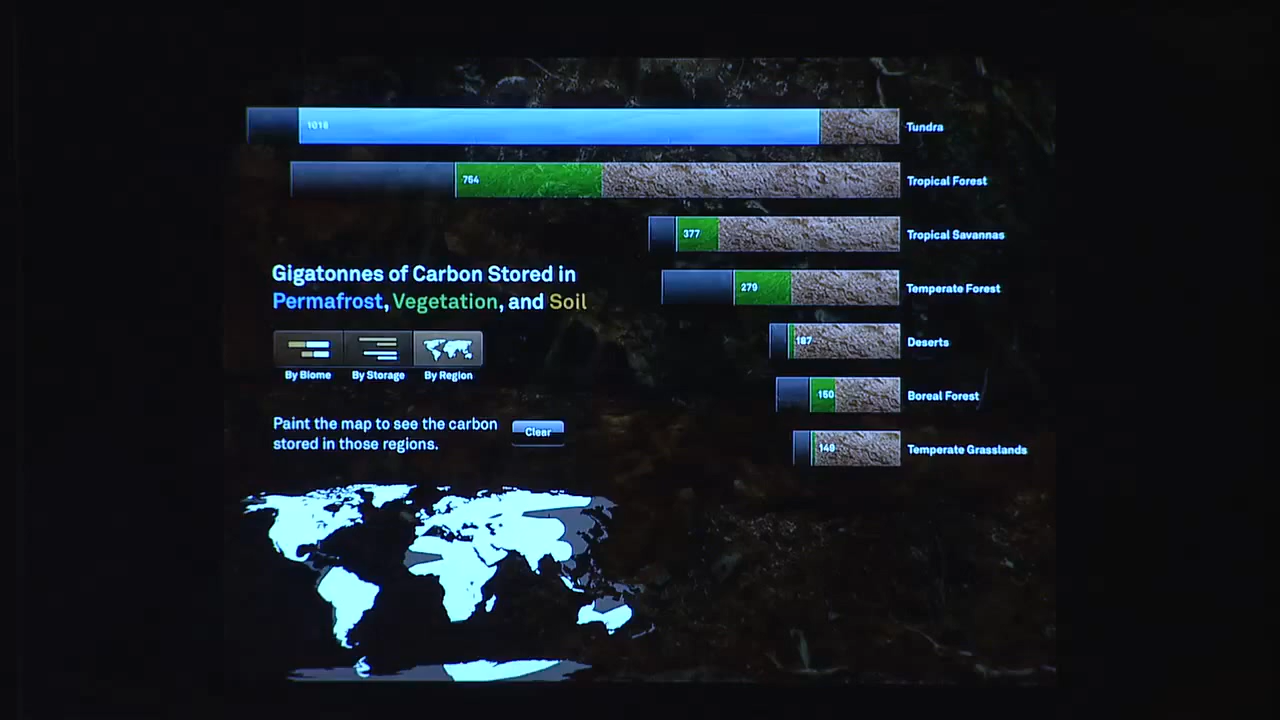 1018
Tundra
764
Tropical Forest
377
Tropical Savannas
Gigatonnes of Carbon Stored in
Permafrost, Vegetation, and Soil
279
Temperate Forest
187
Deserts
By Biome
By Storage
By Region
150
Boreal Forest
Paint the map to see the carbon
stored in those regions.
Clear
149
Temperate Grasslands